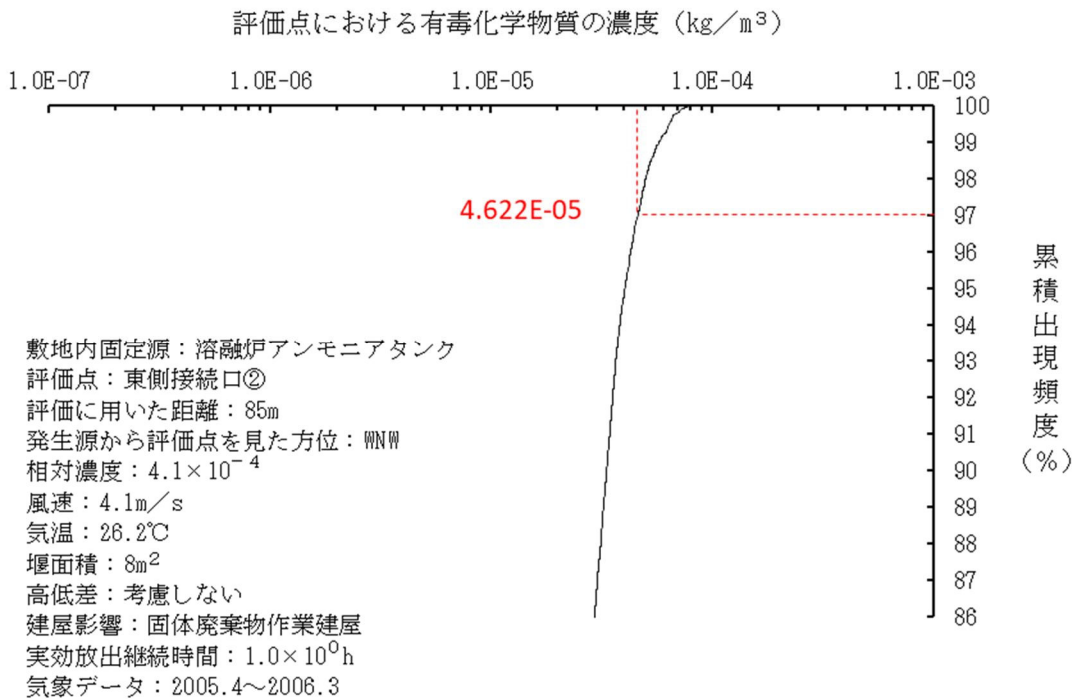 評価点における有毒化学物質の濃度（kg／m³）
1.0E-07 1.0E-06 1.0E-05 1.0E-04 1.0E-03
100
99
98
97
96
95
94
93
92
91
90
89
88
87
86
4.622E-05
累積出現頻度（％）
敷地内固定源：溶融炉アンモニアタンク
評価点：東側接続口②
評価に用いた距離：85m
発生源から評価点を見た方位：WNW
相対濃度：4.1×10⁻⁴
風速：4.1m／s
気温：26.2℃
堰面積：8m²
高低差：考慮しない
建屋影響：固体廃棄物作業建屋
実効放出継続時間：1.0×10⁰h
気象データ：2005.4～2006.3